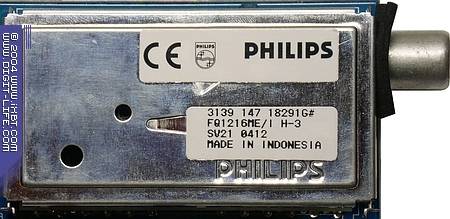 © 2004 www.ixbt.com
www.DIGIT-LIFE.com
CE PHILIPS PHILIPS
3139 147 18291G#
FQ1216ME/I H-3
SV21 0412
MADE IN INDONESIA
PHILIPS